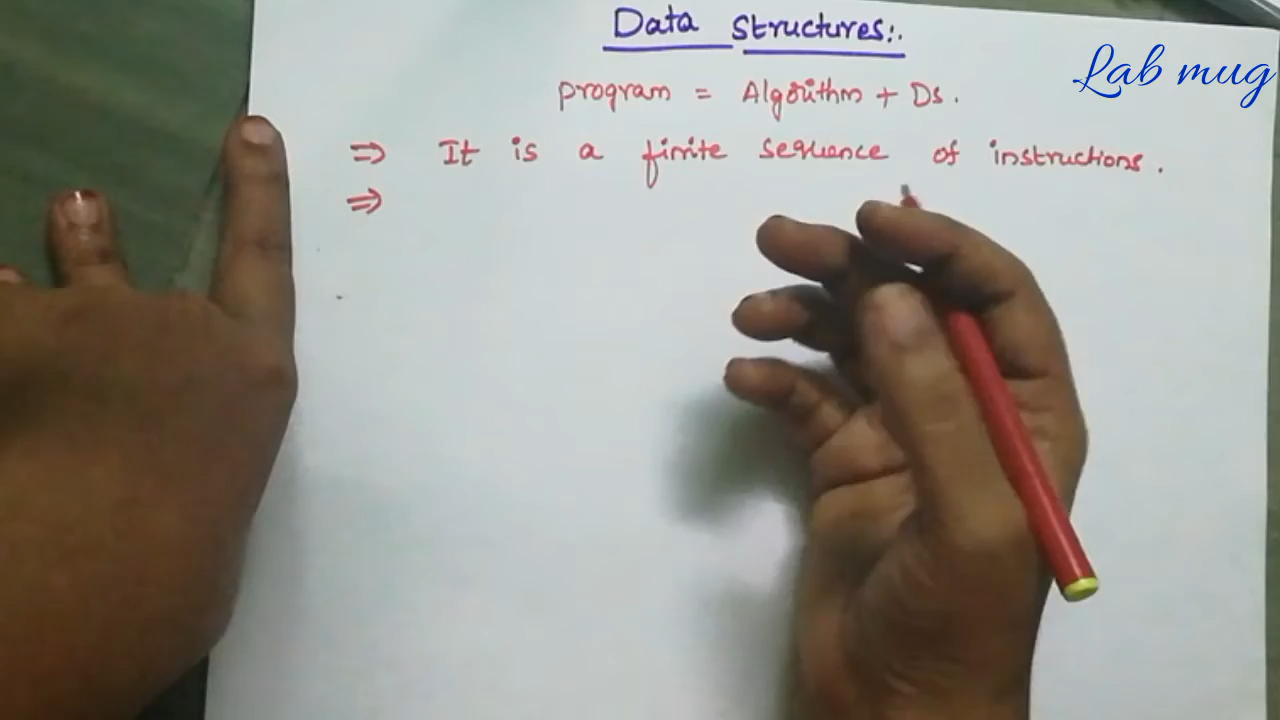 Data Structures:.
Lab mug
program = Algorithm + Ds.
⇒ It is a finite sequence of instructions.
⇒